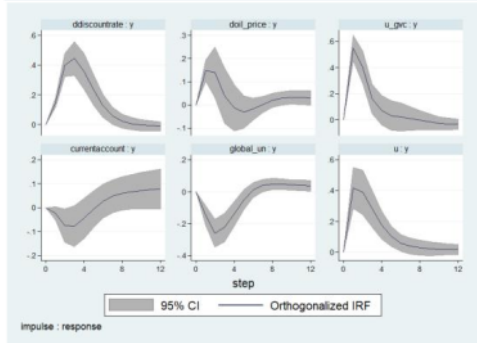 ddiscountrate : y
doil_price : y
u_gvc : y
.6
.4
.2
0
.3
.2
.1
0
-.1
.6
.4
.2
0
currentaccount : y
global_un : y
u : y
.2
.1
0
-.1
-.2
.2
0
-.2
-.4
.6
.4
.2
0
0 4 8 12
0 4 8 12
0 4 8 12
step
95% CI
Orthogonalized IRF
impulse : response